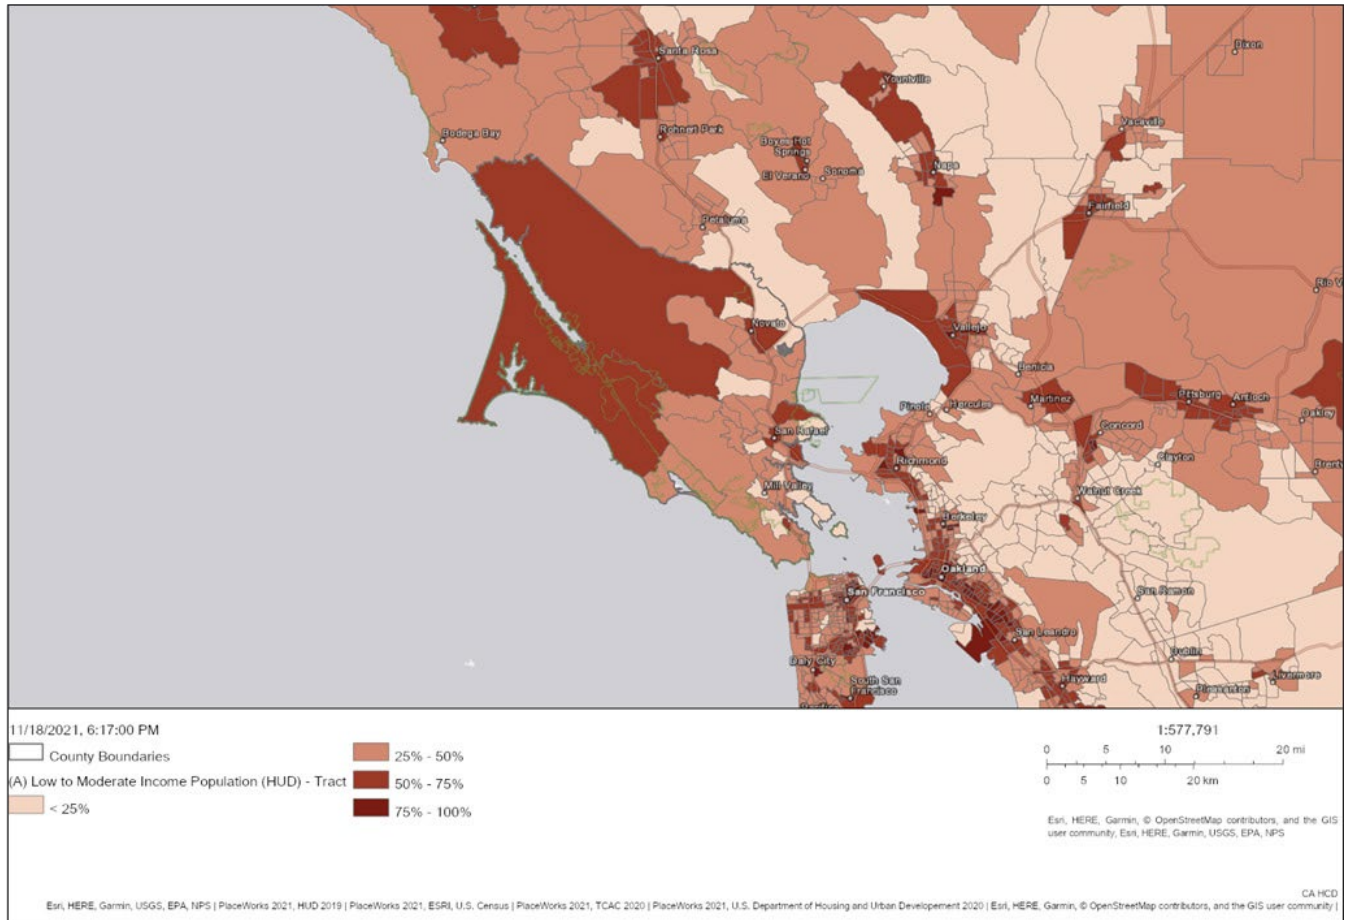 Santa Rosa
Dixon
Yountville
Vacaville
Bodega Bay
Rohnert Park
Boyes Hot
Springs
El Verano
Sonoma
Napa
Fairfield
Petaluma
Rio V
Novato
Vallejo
Benicia
Pinole
Hercules
Martinez
Pittsburg
Antioch
Oakley
San Rafael
Concord
Richmond
Clayton
Brentw
Mill Valley
Walnut Creek
Berkeley
Oakland
San Francisco
San Ramon
San Leandro
Daly City
Dublin
South San
Francisco
Hayward
Livermore
Pleasanton
Pacifica
11/18/2021, 6:17:00 PM
County Boundaries
(A) Low to Moderate Income Population (HUD) - Tract
< 25%
25% - 50%
50% - 75%
75% - 100%
1:577,791
0 5 10 20 mi
0 5 10 20 km
Esri, HERE, Garmin, © OpenStreetMap contributors, and the GIS
user community, Esri, HERE, Garmin, USGS, EPA, NPS
CA HCD
Esri, HERE, Garmin, USGS, EPA, NPS | PlaceWorks 2021, HUD 2019 | PlaceWorks 2021, ESRI, U.S. Census | PlaceWorks 2021, TCAC 2020 | PlaceWorks 2021, U.S. Department of Housing and Urban Developement 2020 | Esri, HERE, Garmin, © OpenStreetMap contributors, and the GIS user community |